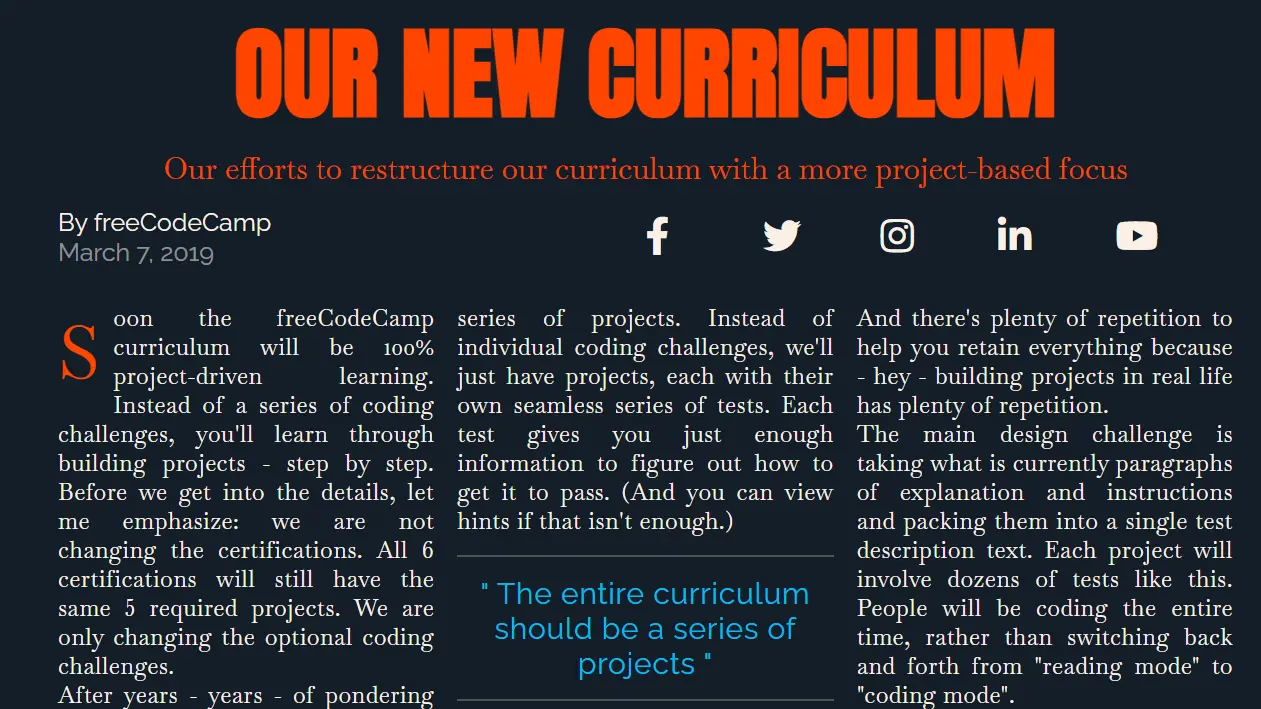 OUR NEW CURRICULUM
Our efforts to restructure our curriculum with a more project-based focus
By freeCodeCamp
March 7, 2019
Soon the freeCodeCamp
curriculum will be 100%
project-driven learning.
Instead of a series of coding
challenges, you'll learn through
building projects - step by step.
Before we get into the details, let
me emphasize: we are not
changing the certifications. All 6
certifications will still have the
same 5 required projects. We are
only changing the optional coding
challenges.
After years - years - of pondering
series of projects. Instead of
individual coding challenges, we'll
just have projects, each with their
own seamless series of tests. Each
test gives you just enough
information to figure out how to
get it to pass. (And you can view
hints if that isn't enough.)
" The entire curriculum
should be a series of
projects "
And there's plenty of repetition to
help you retain everything because
- hey - building projects in real life
has plenty of repetition.
The main design challenge is
taking what is currently paragraphs
of explanation and instructions
and packing them into a single test
description text. Each project will
involve dozens of tests like this.
People will be coding the entire
time, rather than switching back
and forth from "reading mode" to
"coding mode".